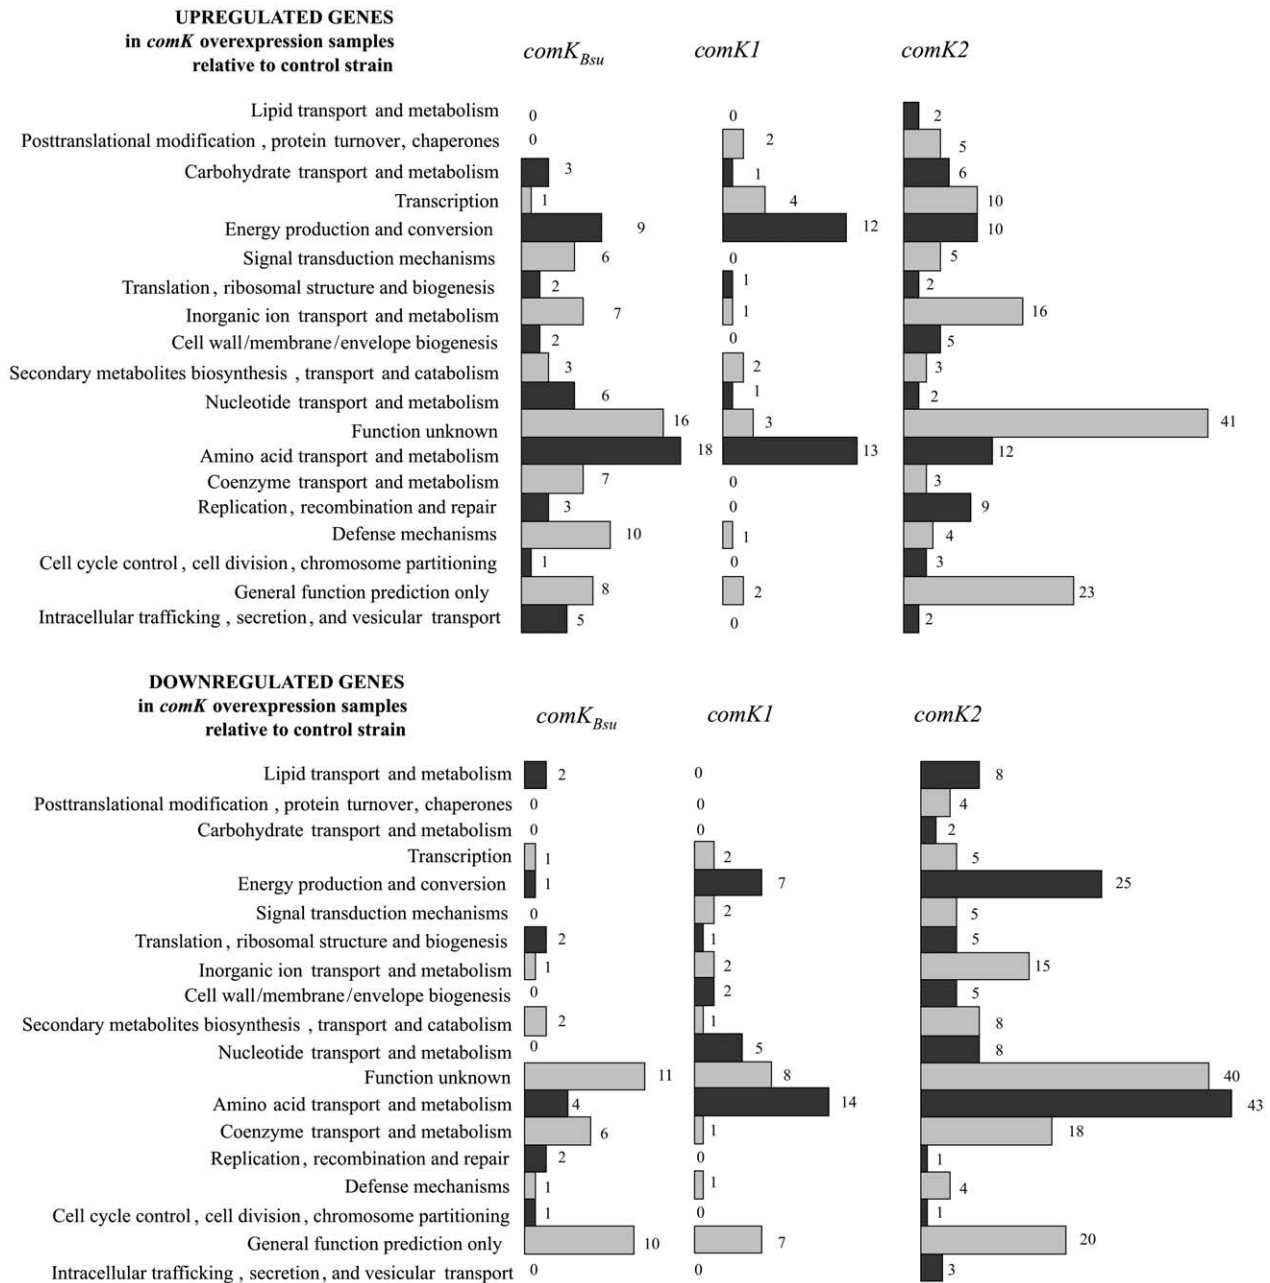 UPREGULATED GENES
in comK overexpression samples
relative to control strain
comK_Bsu comK1 comK2
Lipid transport and metabolism 0 0 2
Posttranslational modification , protein turnover, chaperones 0 2 5
Carbohydrate transport and metabolism 3 1 6
Transcription 1 4 10
Energy production and conversion 9 12 10
Signal transduction mechanisms 6 0 5
Translation, ribosomal structure and biogenesis 2 1 2
Inorganic ion transport and metabolism 7 1 16
Cell wall/membrane/envelope biogenesis 2 0 5
Secondary metabolites biosynthesis , transport and catabolism 3 2 3
Nucleotide transport and metabolism 6 1 2
Function unknown 16 3 41
Amino acid transport and metabolism 18 13 12
Coenzyme transport and metabolism 7 0 3
Replication, recombination and repair 3 0 9
Defense mechanisms 10 1 4
Cell cycle control, cell division, chromosome partitioning 1 0 3
General function prediction only 8 2 23
Intracellular trafficking , secretion, and vesicular transport 5 0 2
DOWNREGULATED GENES
in comK overexpression samples
relative to control strain
comK_Bsu comK1 comK2
Lipid transport and metabolism 2 0 8
Posttranslational modification , protein turnover, chaperones 0 0 4
Carbohydrate transport and metabolism 0 0 2
Transcription 1 2 5
Energy production and conversion 1 7 25
Signal transduction mechanisms 0 2 5
Translation, ribosomal structure and biogenesis 2 1 5
Inorganic ion transport and metabolism 1 2 15
Cell wall/membrane/envelope biogenesis 0 2 5
Secondary metabolites biosynthesis , transport and catabolism 2 1 8
Nucleotide transport and metabolism 0 5 8
Function unknown 11 8 40
Amino acid transport and metabolism 4 14 43
Coenzyme transport and metabolism 6 1 18
Replication, recombination and repair 2 0 1
Defense mechanisms 1 1 4
Cell cycle control, cell division, chromosome partitioning 1 0 1
General function prediction only 10 7 20
Intracellular trafficking , secretion, and vesicular transport 0 0 3